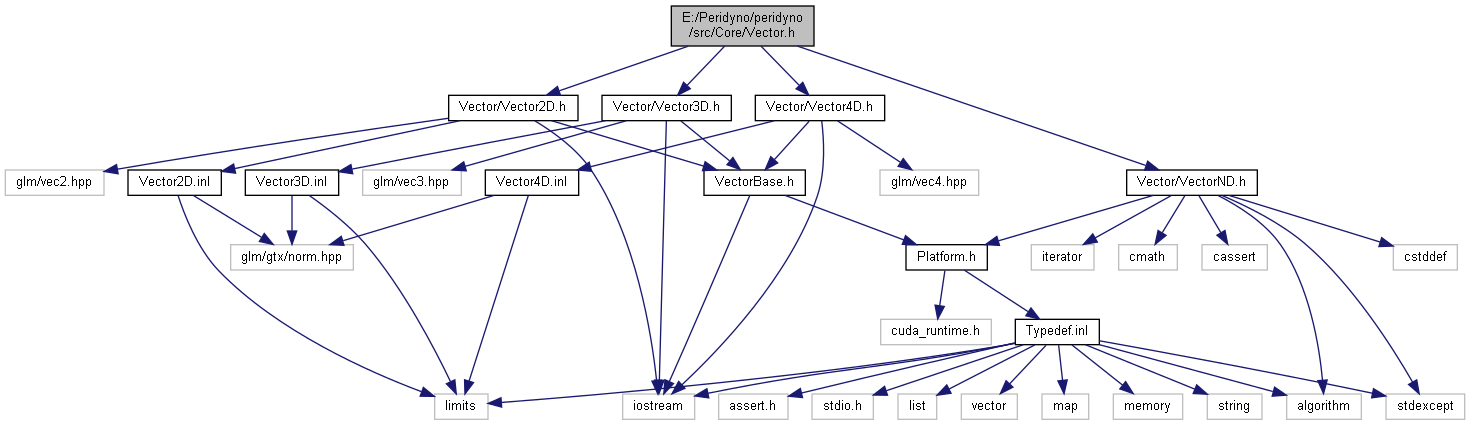 E:/Peridyno/peridyno
/src/Core/Vector.h
Vector/Vector2D.h
Vector/Vector3D.h
Vector/Vector4D.h
glm/vec2.hpp
Vector2D.inl
Vector3D.inl
glm/vec3.hpp
Vector4D.inl
VectorBase.h
glm/vec4.hpp
Vector/VectorND.h
glm/gtx/norm.hpp
Platform.h
iterator
cmath
cassert
cstddef
cuda_runtime.h
Typedef.inl
limits
iostream
assert.h
stdio.h
list
vector
map
memory
string
algorithm
stdexcept